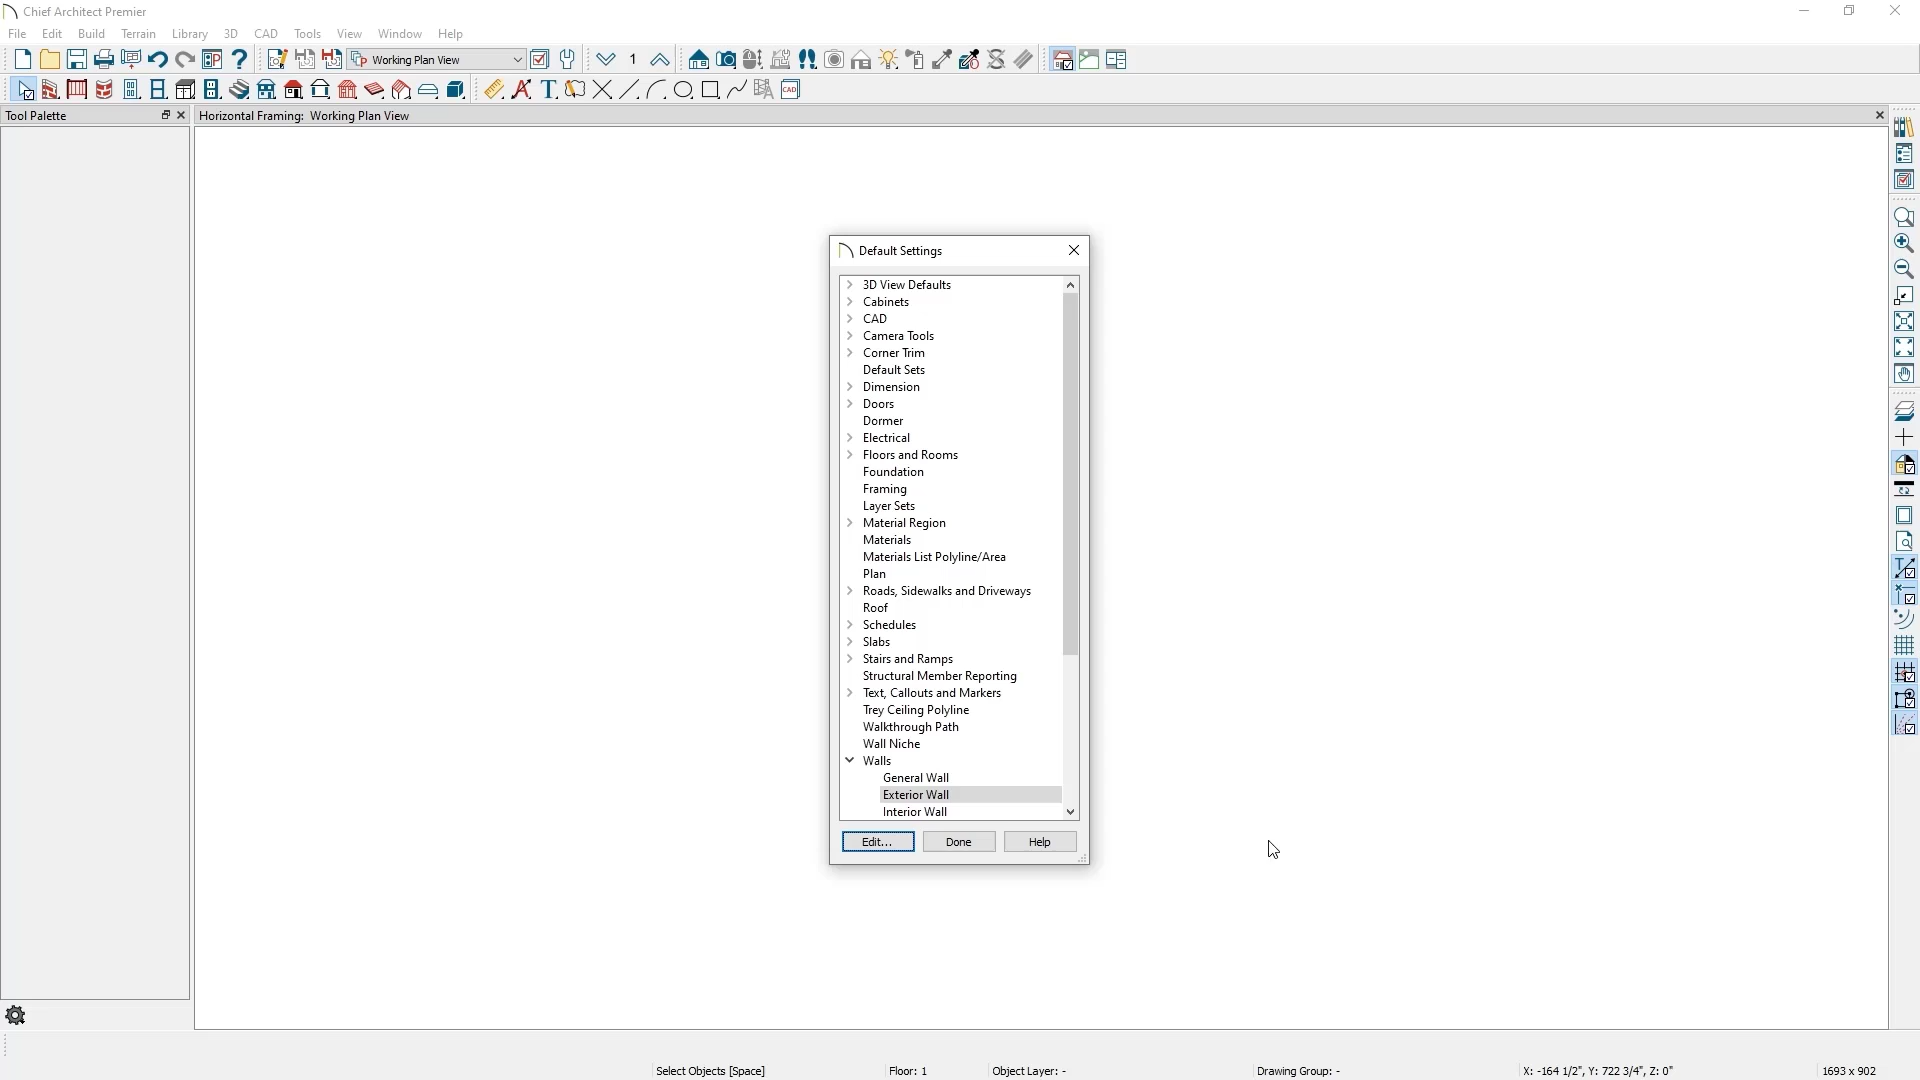 Chief Architect Premier
File Edit Build Terrain Library 3D CAD Tools View Window Help
Working Plan View 1
CAD
Tool Palette
Horizontal Framing: Working Plan View
Default Settings
3D View Defaults
Cabinets
CAD
Camera Tools
Corner Trim
Default Sets
Dimension
Doors
Dormer
Electrical
Floors and Rooms
Foundation
Framing
Layer Sets
Material Region
Materials
Materials List Polyline/Area
Plan
Roads, Sidewalks and Driveways
Roof
Schedules
Slabs
Stairs and Ramps
Structural Member Reporting
Text, Callouts and Markers
Trey Ceiling Polyline
Walkthrough Path
Wall Niche
Walls
General Wall
Exterior Wall
Interior Wall
Edit... Done Help
Select Objects [Space] Floor: 1 Object Layer: - Drawing Group: - X: -164 1/2", Y: 722 3/4", Z: 0" 1693 x 902